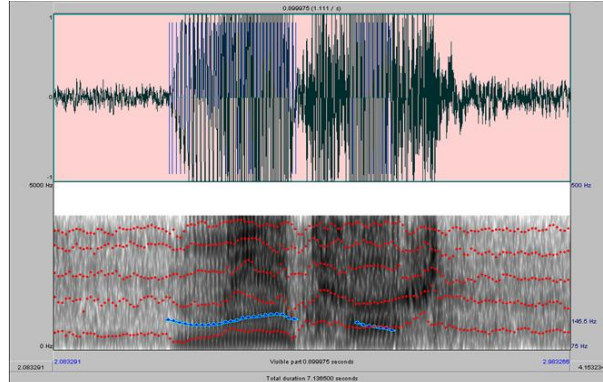 0.899975 (1.111 / s)
1
0
-1
5000 Hz
500 Hz
146.5 Hz
0 Hz
75 Hz
2.083291
Visible part 0.899975 seconds
2.983266
2.083291
4.153234
Total duration 7.136500 seconds